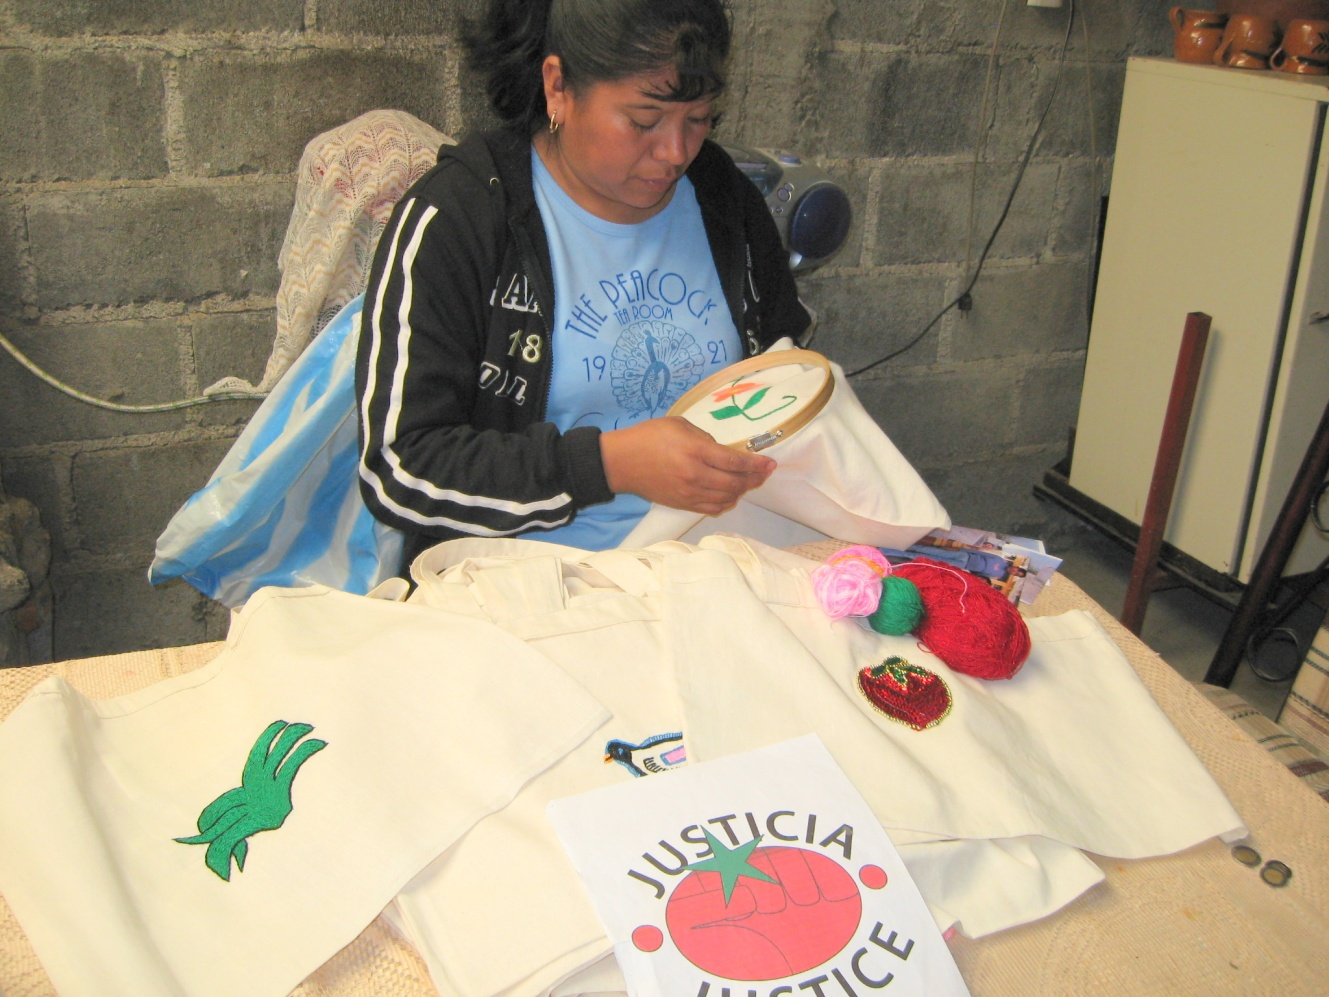 THE PEACOCK
TEA ROOM
19 21
18
JUSTICIA
JUSTICE